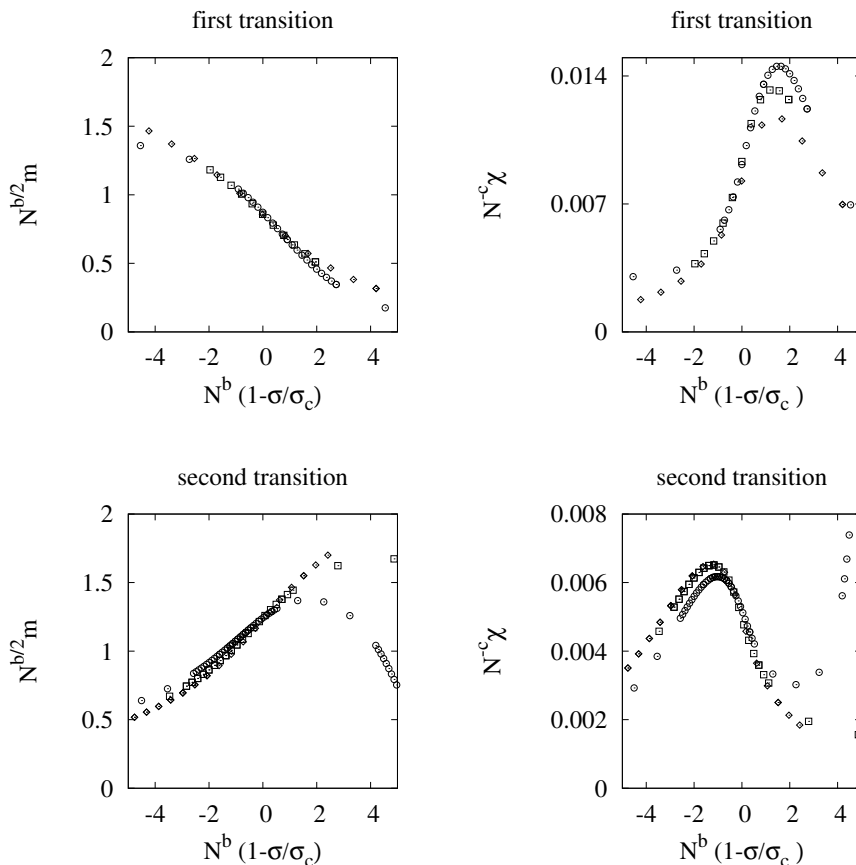 first transition
2
1.5
1
0.5
0
-4 -2 0 2 4
N^{b/2}m
N^b (1-σ/σ_c)
first transition
0.014
0.007
0
-4 -2 0 2 4
N^{-c}χ
N^b (1-σ/σ_c )
second transition
2
1.5
1
0.5
0
-4 -2 0 2 4
N^{b/2}m
N^b (1-σ/σ_c)
second transition
0.008
0.006
0.004
0.002
0
-4 -2 0 2 4
N^{-c}χ
N^b (1-σ/σ_c)